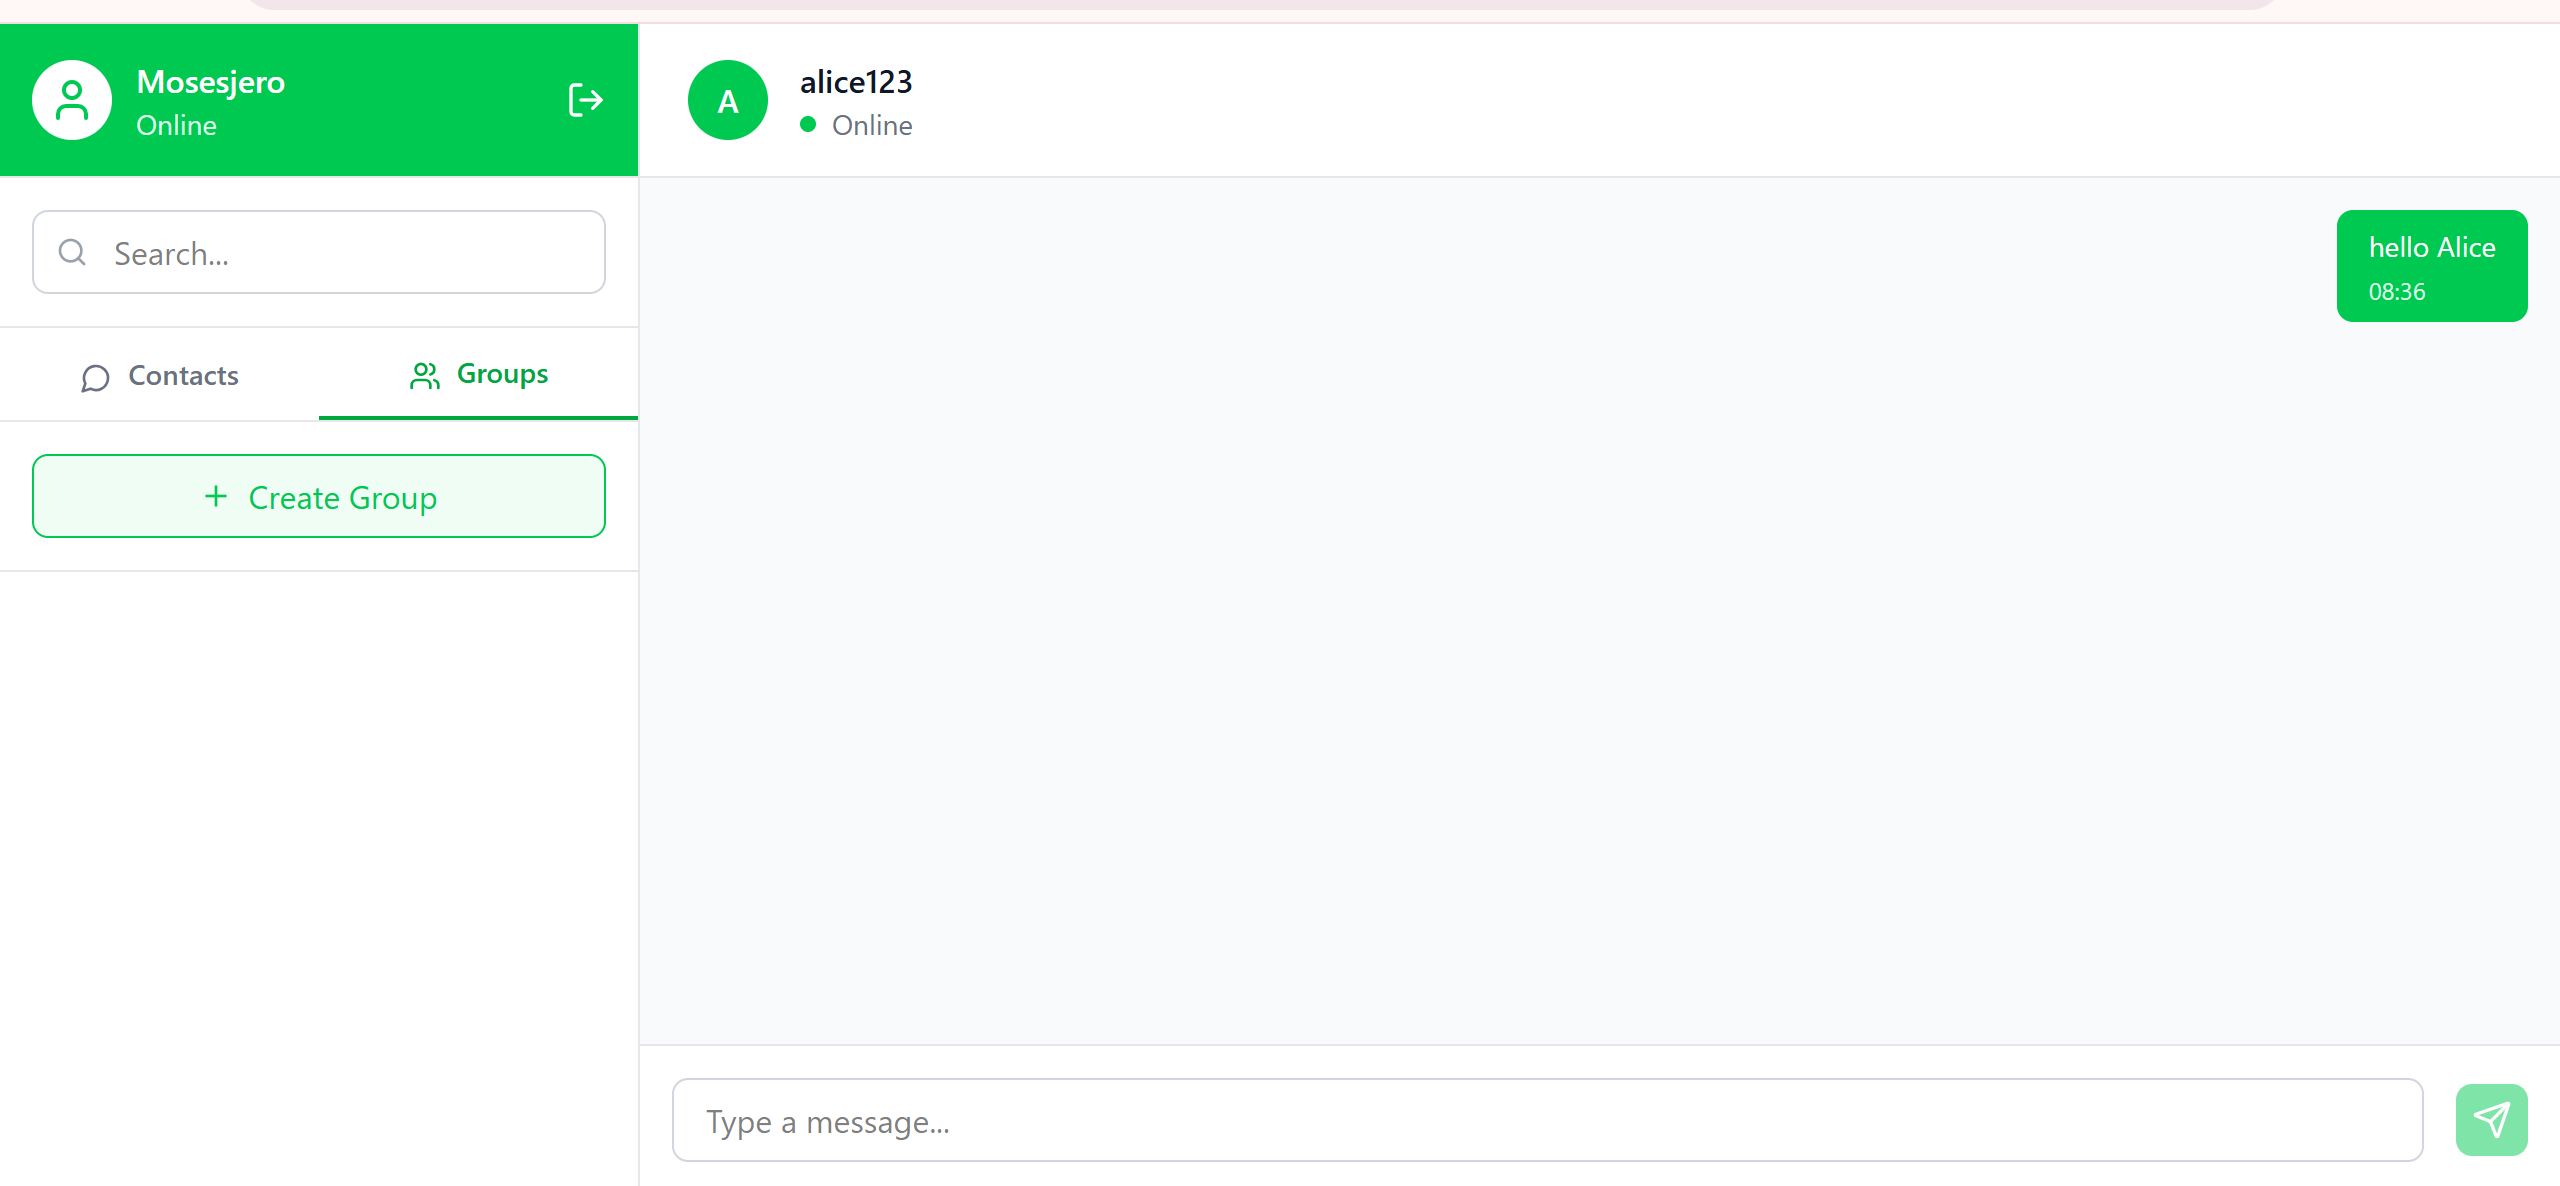 Mosesjero
Online
Search...
Contacts
Groups
+ Create Group
A
alice123
Online
hello Alice
08:36
Type a message...